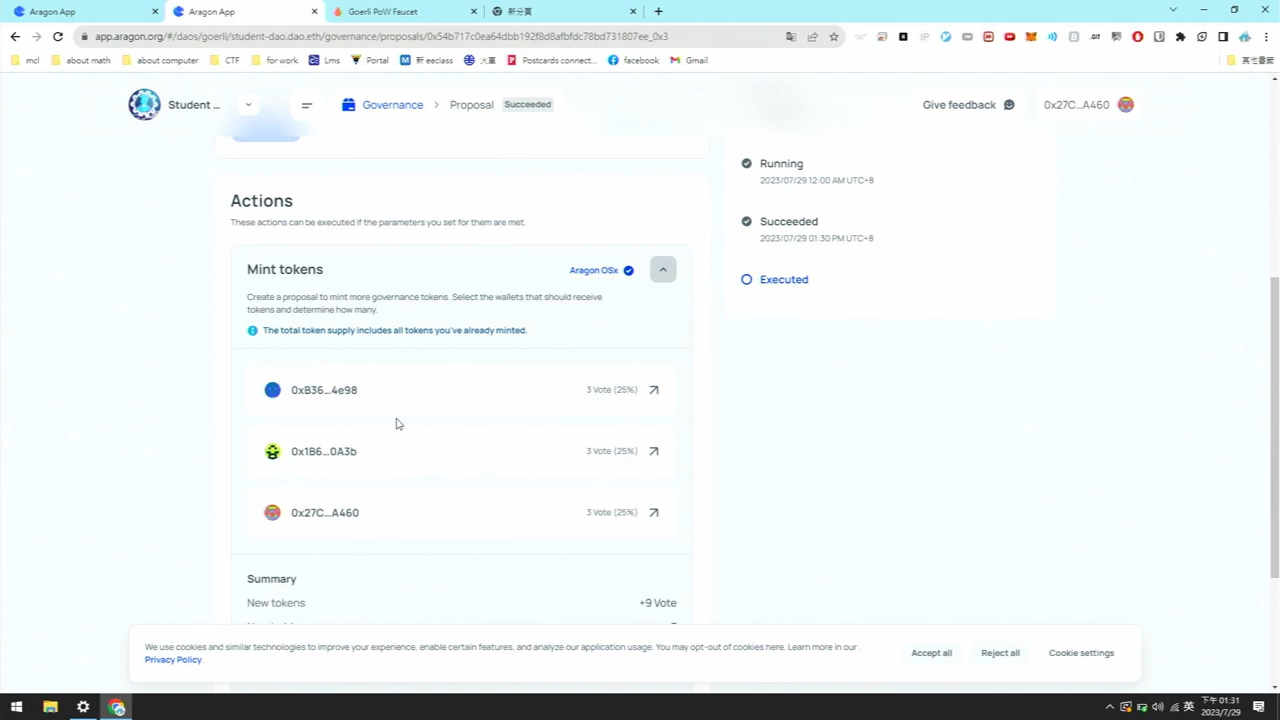 Aragon App
Aragon App
Goerli PoW Faucet
新分頁
app.aragon.org/#/daos/goerli/student-dao.dao.eth/governance/proposals/0x54b717c0ea64dbb192f8d8afbfdc78bd731807ee_0x3
mcl
about math
about computer
CTF
for work
Lms
Portal
新 eeclass
火車
Postcards connect...
facebook
Gmail
其他書籤
Student ...
Governance > Proposal Succeeded
Give feedback
0x27C...A460
Running
2023/07/29 12:00 AM UTC+8
Succeeded
2023/07/29 01:30 PM UTC+8
Executed
Actions
These actions can be executed if the parameters you set for them are met.
Mint tokens
Aragon OSx
Create a proposal to mint more governance tokens. Select the wallets that should receive
tokens and determine how many.
The total token supply includes all tokens you've already minted.
0xB36...4e98 3 Vote (25%)
0x1B6...0A3b 3 Vote (25%)
0x27C...A460 3 Vote (25%)
Summary
New tokens +9 Vote
We use cookies and similar technologies to improve your experience, enable certain features, and analyze our application usage. You may opt-out of cookies here. Learn more in our
Privacy Policy.
Accept all
Reject all
Cookie settings
英
下午 01:31
2023/7/29